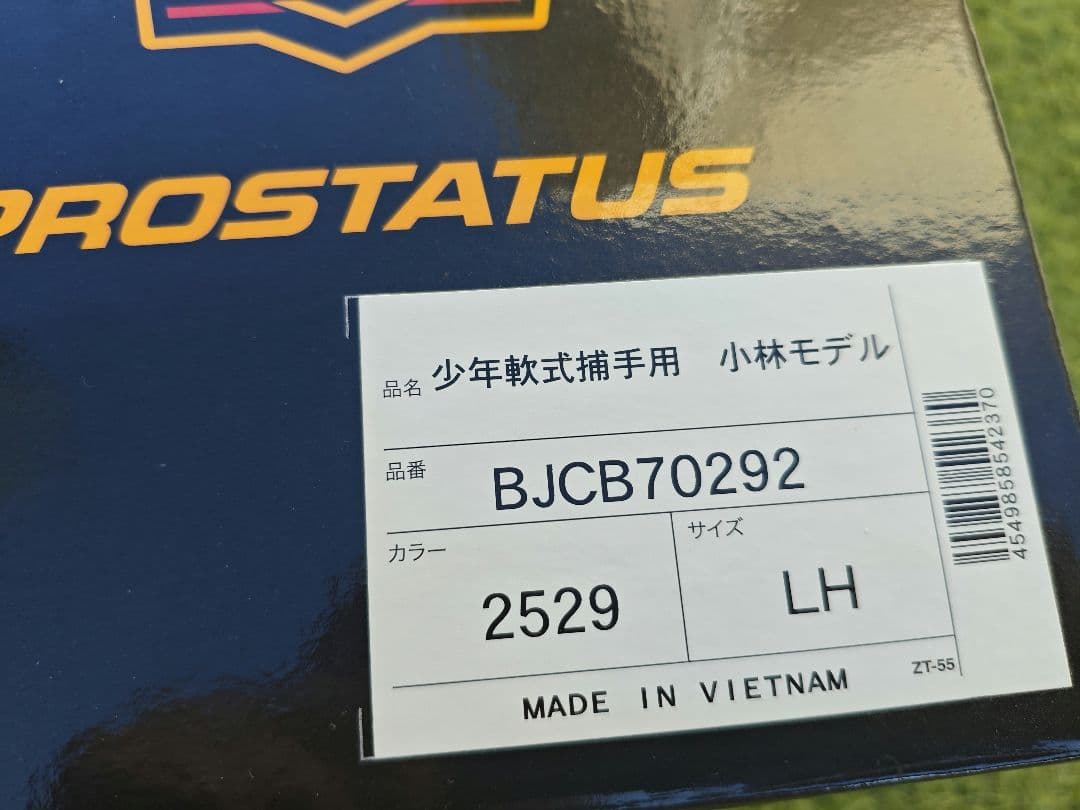 PROSTATUS
品名 少年軟式捕手用 小林モデル
品番 BJCB70292
カラー 2529
サイズ LH
MADE IN VIETNAM
ZT-55
4549858542370